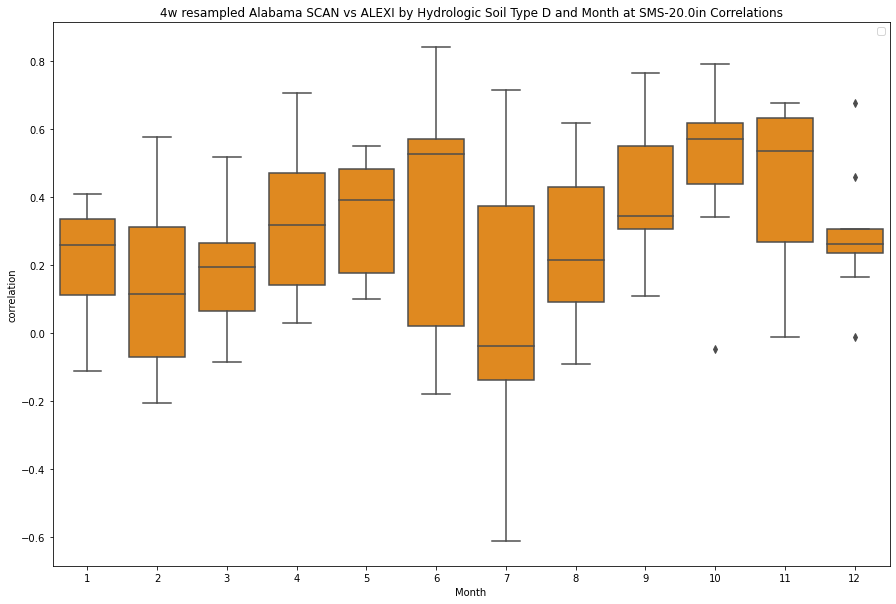 4w resampled Alabama SCAN vs ALEXI by Hydrologic Soil Type D and Month at SMS-20.0in Correlations
correlation
0.8
0.6
0.4
0.2
0.0
−0.2
−0.4
−0.6
1 2 3 4 5 6 7 8 9 10 11 12
Month